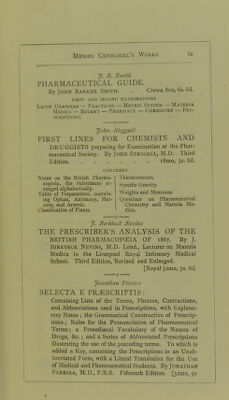 MESSRS CHURCHILL'S WORKS ix
J. B. Smith
PHARMACEUTICAL GUIDE.
By JOHN BARKER SMITH. Crown 8vo, 6s. 6d.
FIRST AND SECOND EXAMINATIONS
LATIN GRAMMAR — FRACTIONS — METRIC SYSTEM — MATERIA
MEDICA — BOTANY — PHARMACY — CHEMISTRY — PRE-
SCRIPTIONS.
John Steggall
FIRST LINES FOR CHEMISTS AND
DRUGGISTS preparing for Examination at the Phar-
maceutical Society. By JOHN STEGGALL, M.D. Third
Edition. 18mo, 3s. 6d.
CONTENTS
Notes on the British Pharma-
copœia, the Substances ar-
ranged alphabetically.
Table of Preparations, contain-
ing Opium, Antimony, Mer-
cury, and Arsenic.
Classification of Plants.
Thermometers.
Specific Gravity.
Weights and Measures.
Questions on Pharmaceutical
Chemistry and Materia Me-
dica.
J. Birkbeck Nevins
THE PRESCRIBER'S ANALYSIS OF THE
BRITISH PHARMACOPEIA OF 1867. By J.
BIRKBECK NEVINS, M.D. Lond., Lecturer on Materia
Medica in the Liverpool Royal Infirmary Medical
School. Third Edition, Revised and Enlarged.
[Royal 32mo, 3s. 6d.
Jonathan Pereira
SELECTA E PRÆSCRIPTIS:
Containing Lists of the Terms, Phrases, Contractions,
and Abbreviations used in Prescriptions, with Explana-
tory Notes; the Grammatical Construction of Prescrip-
tions; Rules for the Pronunciation of Pharmaceutical
Terms; a Prosodiacal Vocabulary of the Names of
Drugs, &c.; and a Series of Abbreviated Prescriptions
illustrating the use of the preceding terms. To which is
added a Key, containing the Prescriptions in an Unab-
breviated Form, with a Literal Translation for the Use
of Medical and Pharmaceutical Students. By JONATHAN
PEREIRA, M.D., F.R.S. Fifteenth Edition. [32mo, 5s.